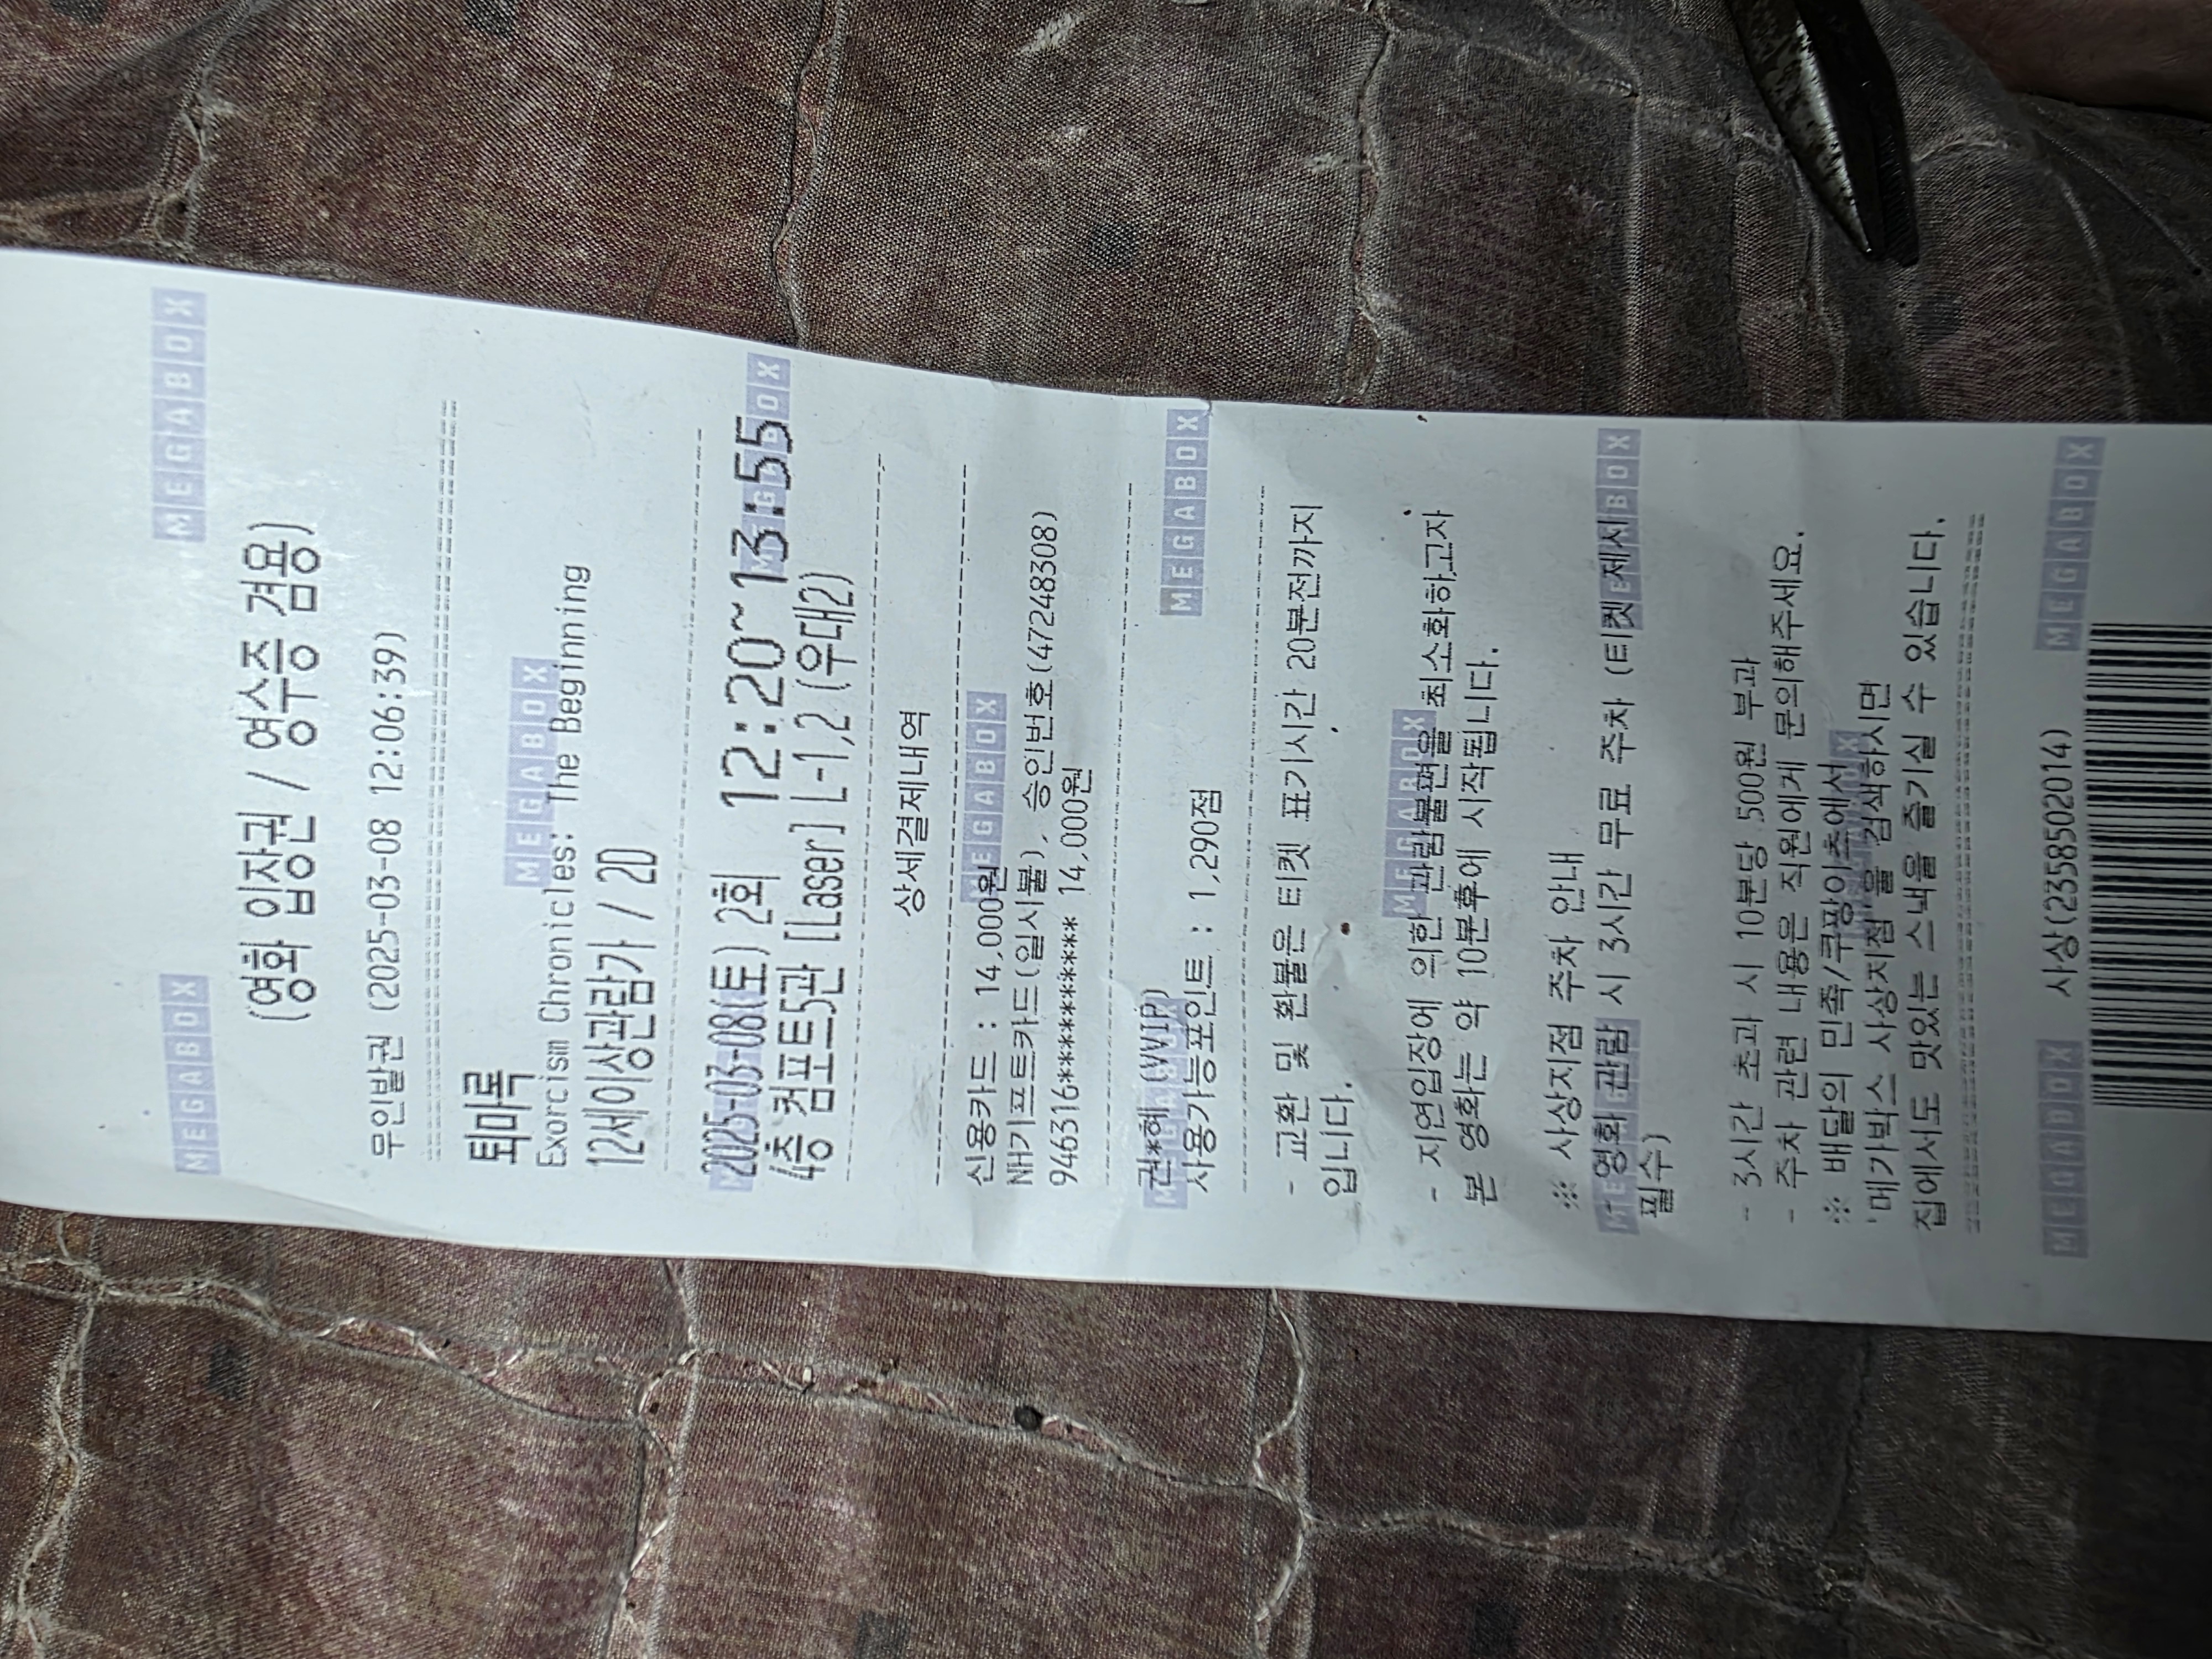 MEGABOX MEGABOX
(영화 입장권 / 영수증 겸용)
무인발권 (2025-03-08 12:06:39)
퇴마록
MEGABOX
Exorcism Chronicles: The Beginning
12세이상관람가 / 2D
MEGABOX
2025-03-08(토) 2회 12:20~13:55
4층 컴포트5관 [Laser] L-1,2 (우대2)
상세결제내역
MEGABOX
신용카드 : 14,000원
NH기프트카드(일시불), 승인번호(47248308)
946316********** 14,000원
MEGABOX
권*혜 (VVIP)
사용가능포인트 : 1,290점
- 교환 및 환불은 티켓 표기시간 20분전까지
입니다.
MEGABOX
- 지연입장에 의한 관람불편을 최소화하고자
본 영화는 약 10분후에 시작됩니다.
※ 사상지점 주차 안내
영화 관람 시 3시간 무료 주차 (티켓 제시
필수)
- 3시간 초과 시 10분당 500원 부과
- 주차 관련 내용은 직원에게 문의해주세요.
※ 배달의 민족/쿠팡이츠에서
'메가박스 사상지점'을 검색하시면
집에서도 맛있는 스낵을 즐기실 수 있습니다.
MEGABOX MEGABOX
사상(2358502014)